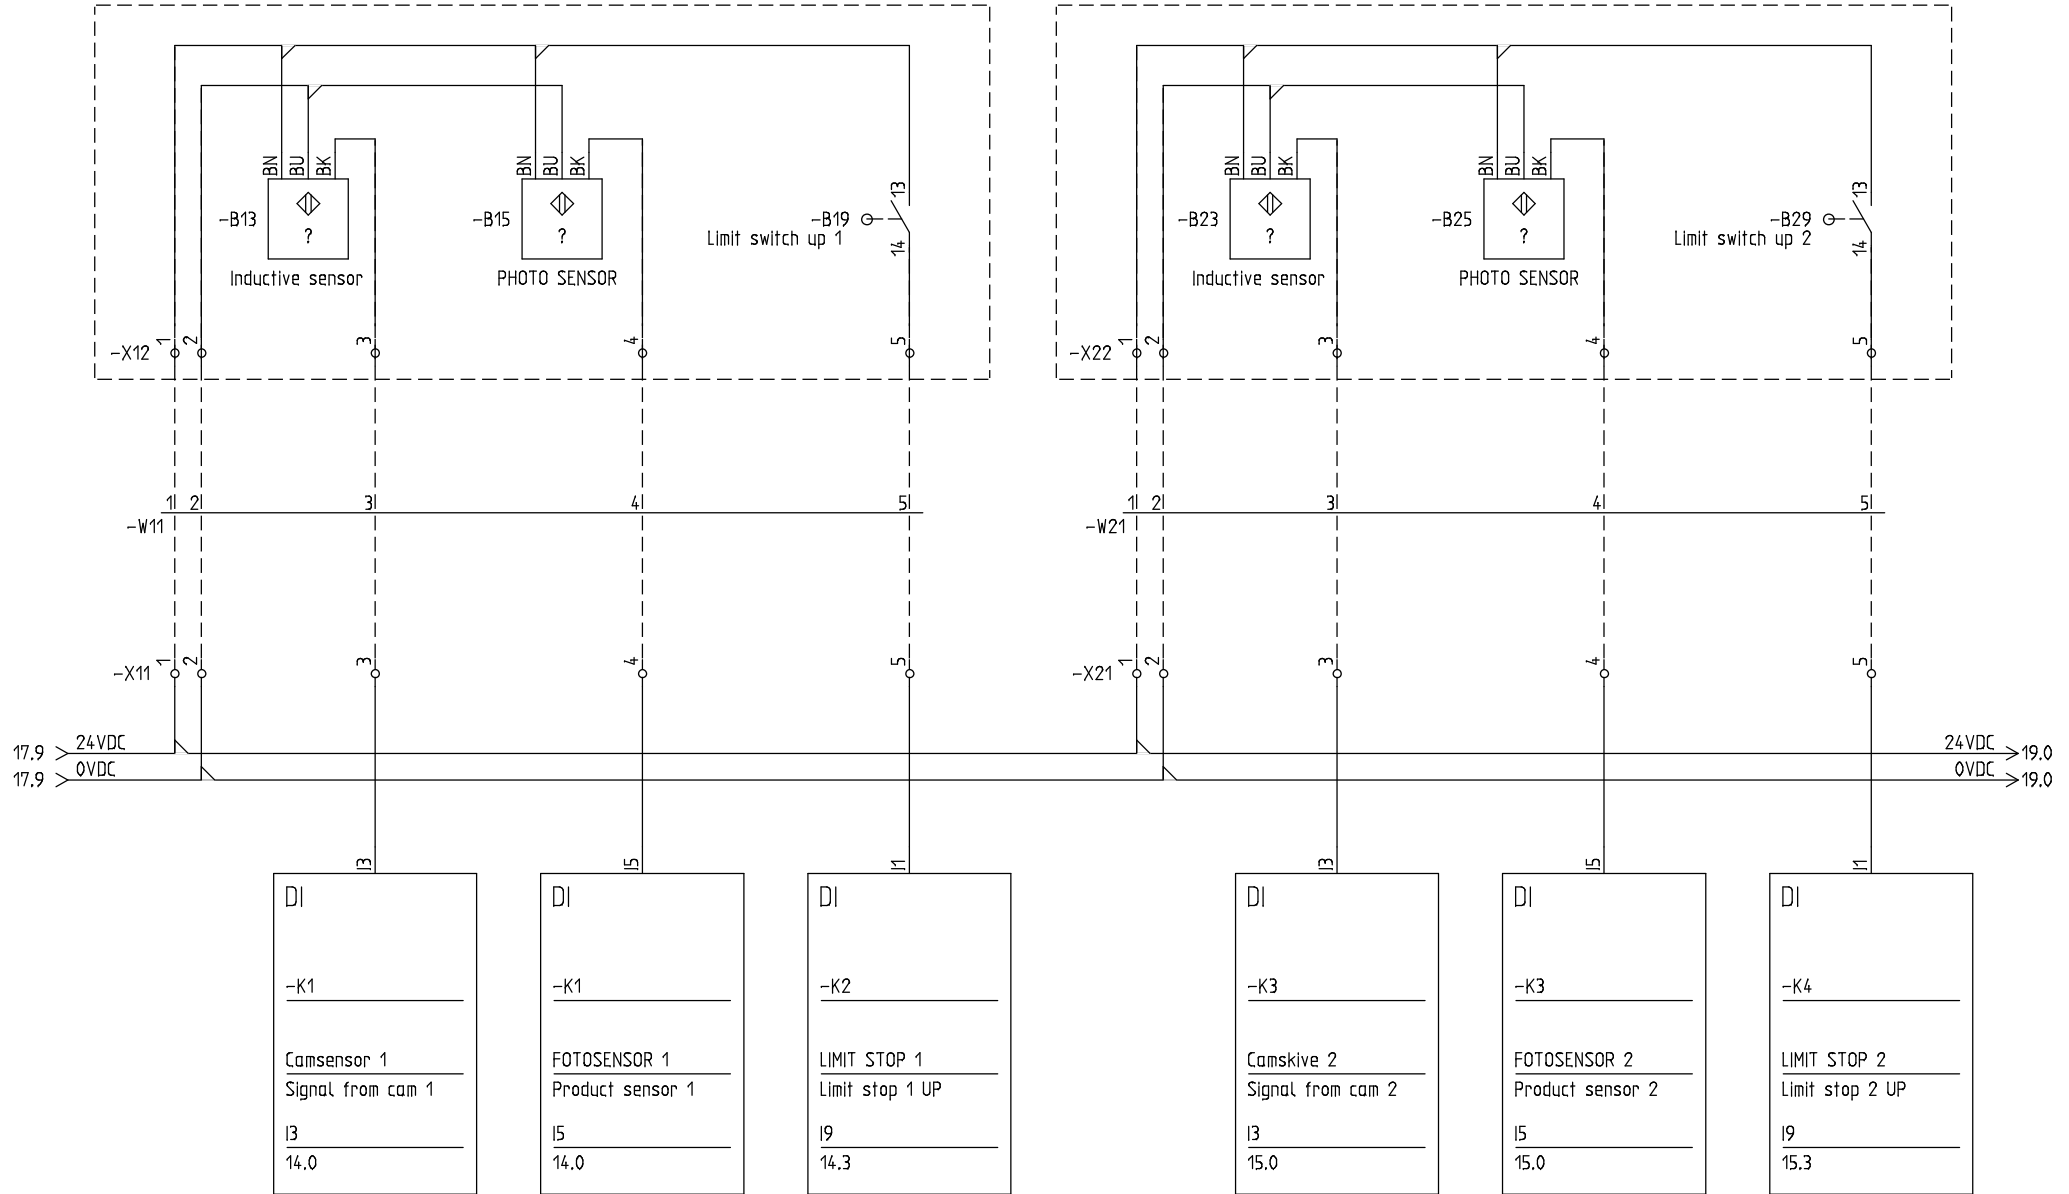 BN BU BK
BN BU BK
BN BU BK
BN BU BK
-B13
?
Inductive sensor
-B15
?
PHOTO SENSOR
-B19
13
14
Limit switch up 1
-B23
?
Inductive sensor
-B25
?
PHOTO SENSOR
-B29
13
14
Limit switch up 2
-X12 1 2 3 4 5
-X22 1 2 3 4 5
1 2 3 4 5
-W11
1 2 3 4 5
-W21
-X11 1 2 3 4 5
-X21 1 2 3 4 5
17.9 24VDC
24VDC 19.0
17.9 0VDC
0VDC 19.0
I3
DI
-K1
Camsensor 1
Signal from cam 1
I3
14.0
I5
DI
-K1
FOTOSENSOR 1
Product sensor 1
I5
14.0
I1
DI
-K2
LIMIT STOP 1
Limit stop 1 UP
I9
14.3
I3
DI
-K3
Camskive 2
Signal from cam 2
I3
15.0
I5
DI
-K3
FOTOSENSOR 2
Product sensor 2
I5
15.0
I1
DI
-K4
LIMIT STOP 2
Limit stop 2 UP
I9
15.3